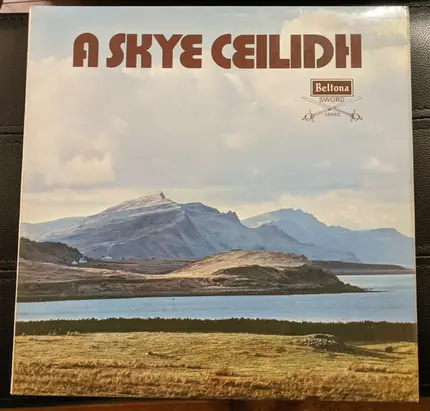 A SKYE CEILIDH
Beltona
SWORD
SERIES